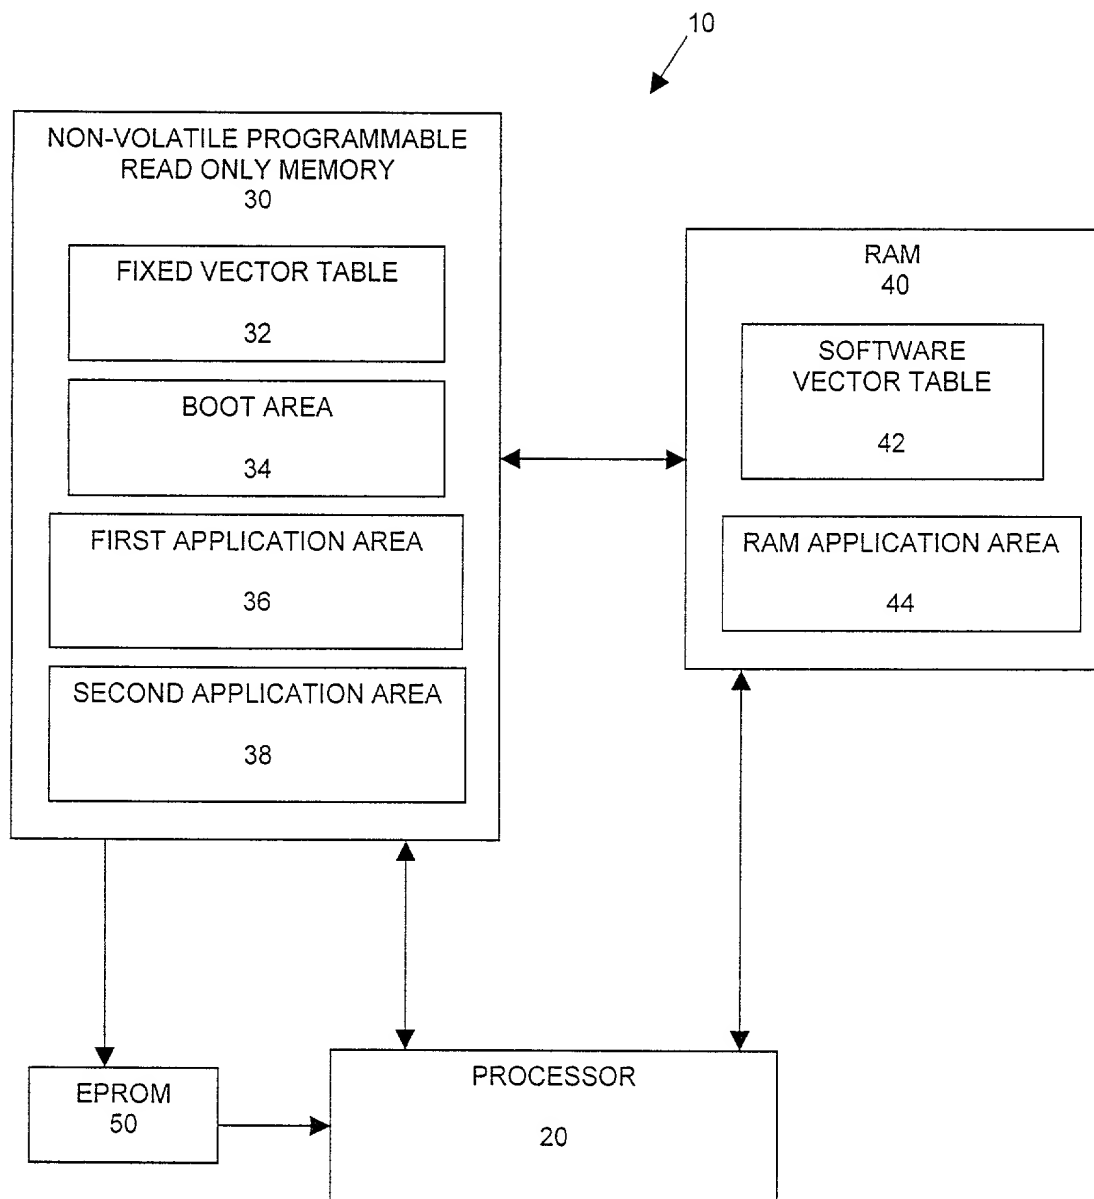 10
NON-VOLATILE PROGRAMMABLE
READ ONLY MEMORY
30
FIXED VECTOR TABLE
32
BOOT AREA
34
FIRST APPLICATION AREA
36
SECOND APPLICATION AREA
38
RAM
40
SOFTWARE
VECTOR TABLE
42
RAM APPLICATION AREA
44
EPROM
50
PROCESSOR
20